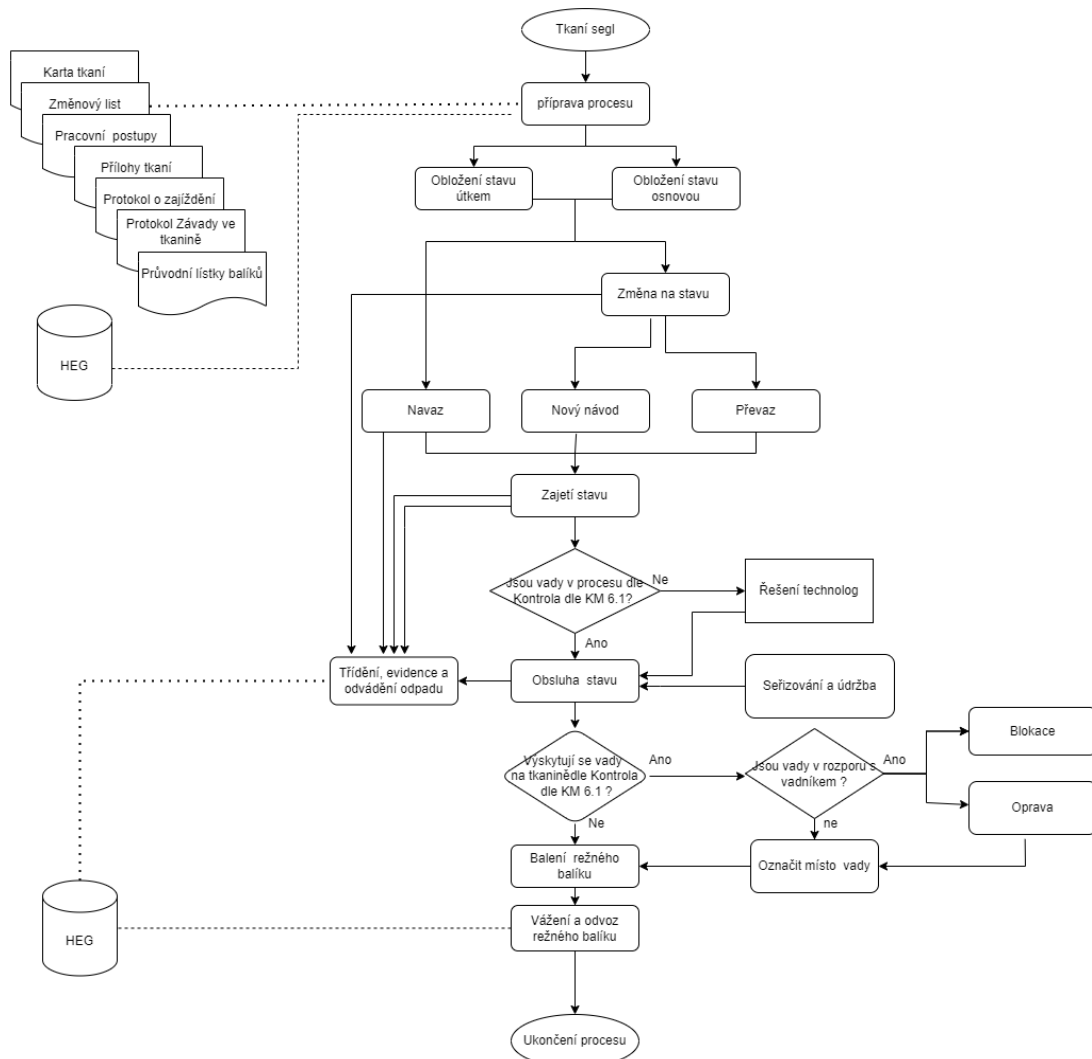 Tkaní segl
Karta tkaní
Změnový list
Pracovní postupy
Přílohy tkaní
Protokol o zajíždění
Protokol Závady ve
tkanině
Průvodní lístky balíků
HEG
příprava procesu
Obložení stavu
útkem
Obložení stavu
osnovou
Změna na stavu
Navaz
Nový návod
Převaz
Zajetí stavu
Jsou vady v procesu dle
Kontrola dle KM 6.1?
Ne
Řešení technolog
Ano
Třídění, evidence a
odvádění odpadu
Obsluha stavu
Seřizování a údržba
Výskytují se vady
na tkaninědle Kontrola
dle KM 6.1 ?
Ano
Jsou vady v rozporu s
vadníkem ?
Ano
Blokace
Oprava
Ne
ne
Balení režného
balíku
Označit místo vady
HEG
Vážení a odvoz
režného balíku
Ukončení procesu